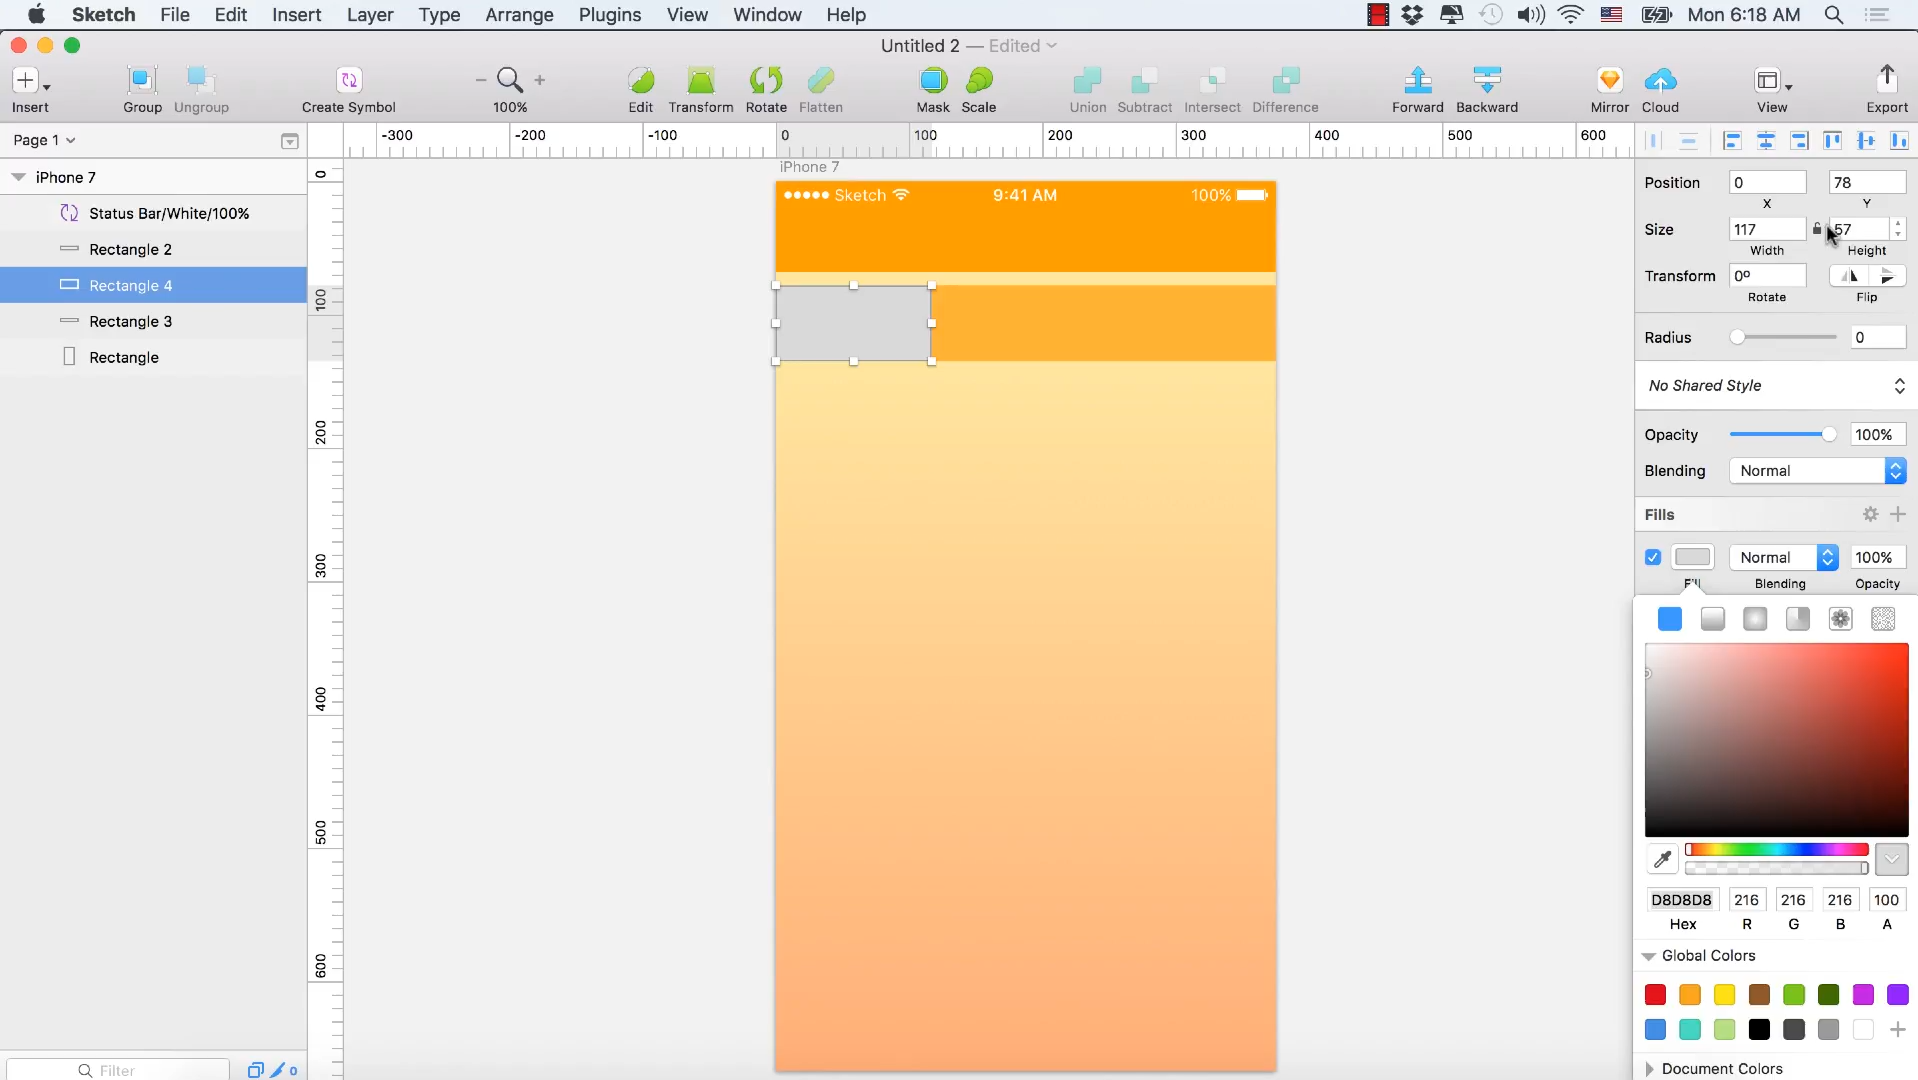 Sketch File Edit Insert Layer Type Arrange Plugins View Window Help Mon 6:18 AM
Untitled 2 — Edited
Insert Group Ungroup Create Symbol 100% Edit Transform Rotate Flatten Mask Scale Union Subtract Intersect Difference Forward Backward Mirror Cloud View Export
Page 1
-300 -200 -100 0 100 200 300 400 500 600
iPhone 7
Status Bar/White/100%
Rectangle 2
Rectangle 4
Rectangle 3
Rectangle
Filter 0
0
100
200
300
400
500
600
iPhone 7
Sketch 9:41 AM 100%
Position 0 78
X Y
Size 117 57
Width Height
Transform 0º
Rotate Flip
Radius 0
No Shared Style
Opacity 100%
Blending Normal
Fills
Normal 100%
Fill Blending Opacity
D8D8D8 216 216 216 100
Hex R G B A
Global Colors
Document Colors